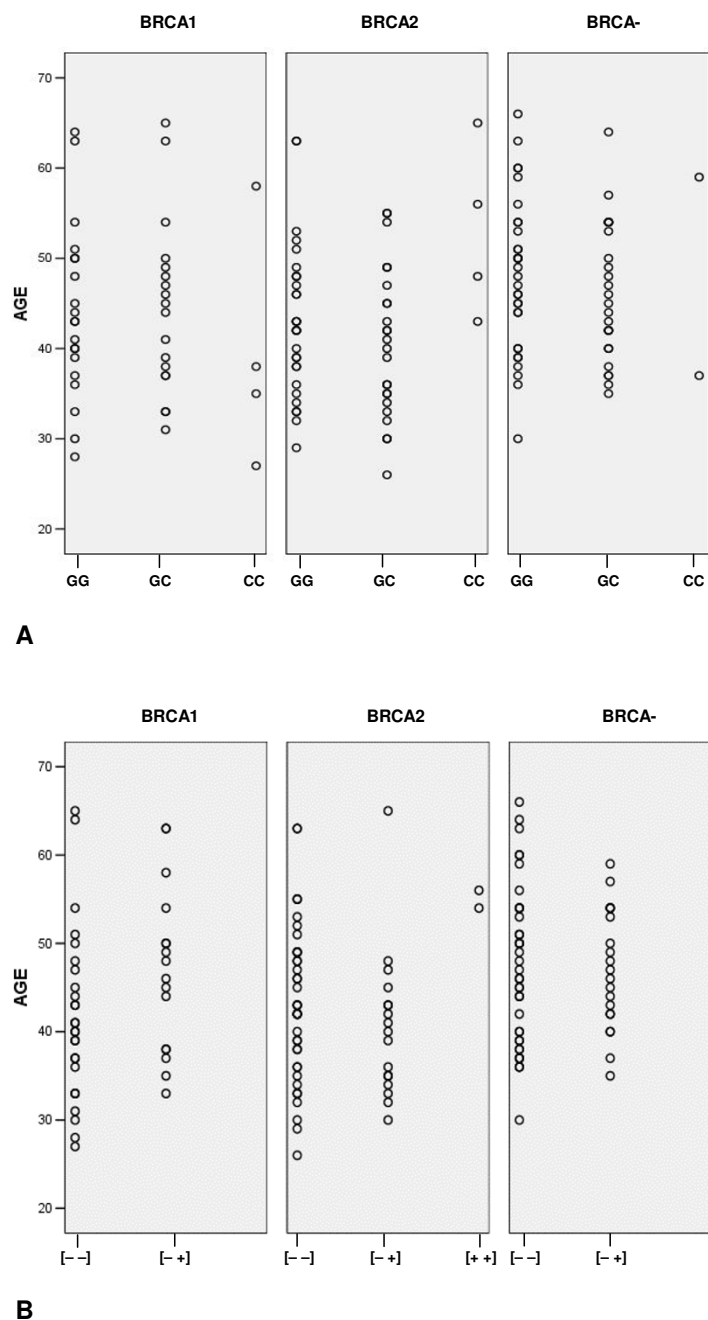 BRCA1 BRCA2 BRCA-
70
60
50
AGE
40
30
20
GG GC CC GG GC CC GG GC CC
A
BRCA1 BRCA2 BRCA-
70
60
50
AGE
40
30
20
[– –] [– +] [– –] [– +] [+ +] [– –] [– +]
B